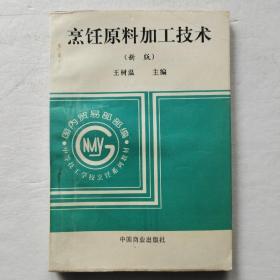 烹饪原料加工技术
(新版)
王树温 主编
国内贸易部部编
中等技工学校烹饪系列教材
GNMY
中国商业出版社